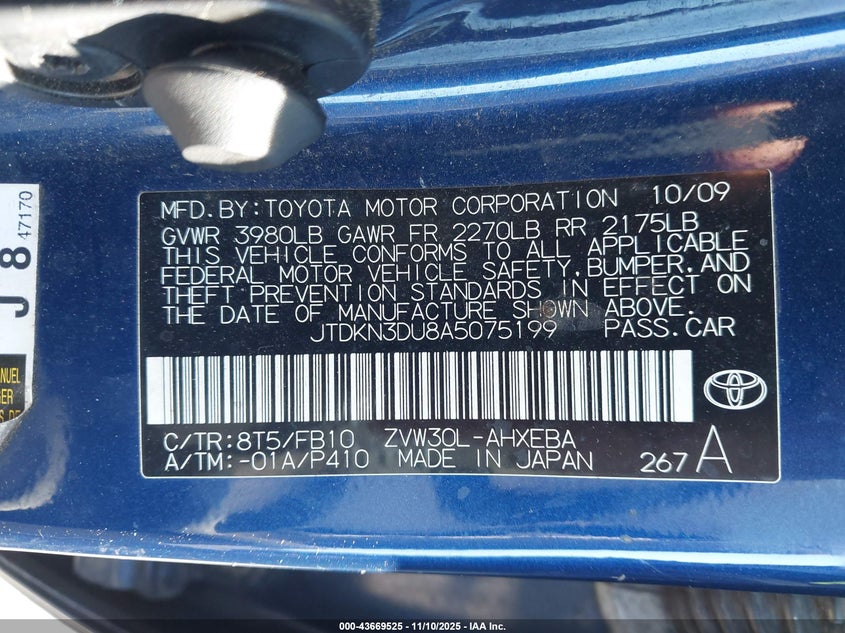 MFD.BY:TOYOTA MOTOR CORPORATION 10/09
GVWR 3980LB GAWR FR 2270LB RR 2175LB
THIS VEHICLE CONFORMS TO ALL APPLICABLE
FEDERAL MOTOR VEHICLE SAFETY,BUMPER,AND
THEFT PREVENTION STANDARDS IN EFFECT ON
THE DATE OF MANUFACTURE SHOWN ABOVE.
JTDKN3DU8A5075199 PASS.CAR
C/TR:8T5/FB10 ZVW30L-AHXEBA
A/TM:-01A/P410 MADE IN JAPAN 267 A
J 8 47170
000-43669525 - 11/10/2025 - IAA Inc.